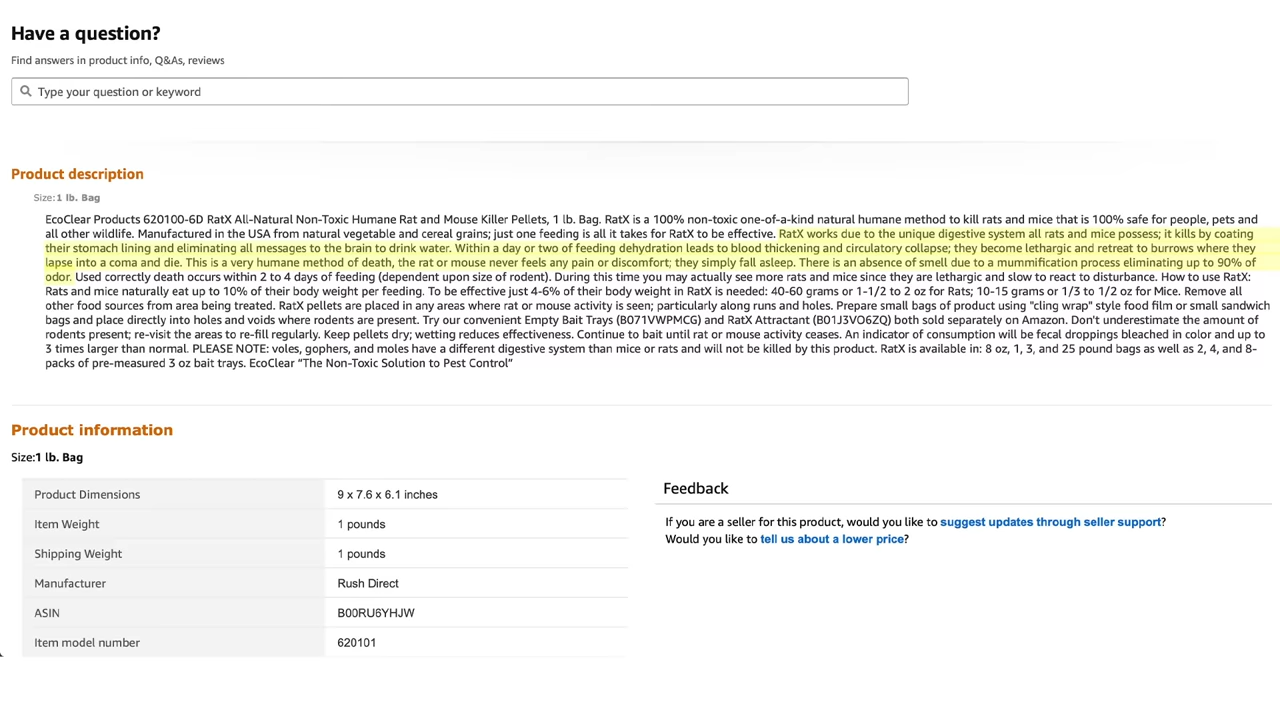 Have a question?
Find answers in product info, Q&As, reviews
Type your question or keyword
Product description
Size:1 lb. Bag
EcoClear Products 620100-6D RatX All-Natural Non-Toxic Humane Rat and Mouse Killer Pellets, 1 lb. Bag. RatX is a 100% non-toxic one-of-a-kind natural humane method to kill rats and mice that is 100% safe for people, pets and
all other wildlife. Manufactured in the USA from natural vegetable and cereal grains; just one feeding is all it takes for RatX to be effective. RatX works due to the unique digestive system all rats and mice possess; it kills by coating
their stomach lining and eliminating all messages to the brain to drink water. Within a day or two of feeding dehydration leads to blood thickening and circulatory collapse; they become lethargic and retreat to burrows where they
lapse into a coma and die. This is a very humane method of death, the rat or mouse never feels any pain or discomfort; they simply fall asleep. There is an absence of smell due to a mummification process eliminating up to 90% of
odor. Used correctly death occurs within 2 to 4 days of feeding (dependent upon size of rodent). During this time you may actually see more rats and mice since they are lethargic and slow to react to disturbance. How to use RatX:
Rats and mice naturally eat up to 10% of their body weight per feeding. To be effective just 4-6% of their body weight in RatX is needed: 40-60 grams or 1-1/2 to 2 oz for Rats; 10-15 grams or 1/3 to 1/2 oz for Mice. Remove all
other food sources from area being treated. RatX pellets are placed in any areas where rat or mouse activity is seen; particularly along runs and holes. Prepare small bags of product using "cling wrap" style food film or small sandwich
bags and place directly into holes and voids where rodents are present. Try our convenient Empty Bait Trays (B071VWPMCG) and RatX Attractant (B01J3VO6ZQ) both sold separately on Amazon. Don't underestimate the amount of
rodents present; re-visit the areas to re-fill regularly. Keep pellets dry; wetting reduces effectiveness. Continue to bait until rat or mouse activity ceases. An indicator of consumption will be fecal droppings bleached in color and up to
3 times larger than normal. PLEASE NOTE: voles, gophers, and moles have a different digestive system than mice or rats and will not be killed by this product. RatX is available in: 8 oz, 1, 3, and 25 pound bags as well as 2, 4, and 8-
packs of pre-measured 3 oz bait trays. EcoClear “The Non-Toxic Solution to Pest Control”
Product information
Size:1 lb. Bag
Product Dimensions 9 x 7.6 x 6.1 inches
Item Weight 1 pounds
Shipping Weight 1 pounds
Manufacturer Rush Direct
ASIN B00RU6YHJW
Item model number 620101
Feedback
If you are a seller for this product, would you like to suggest updates through seller support?
Would you like to tell us about a lower price?